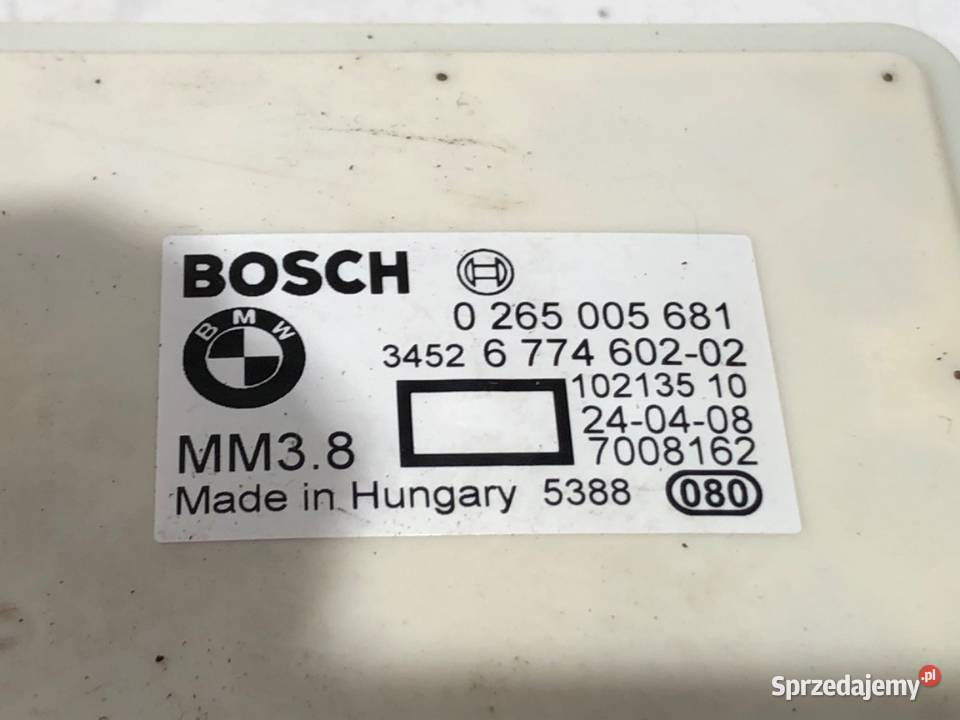 BOSCH
0 265 005 681
BMW
3452 6 774 602-02
102135 10
24-04-08
MM3.8
7008162
Made in Hungary 5388 080
Sprzedajemy.pl